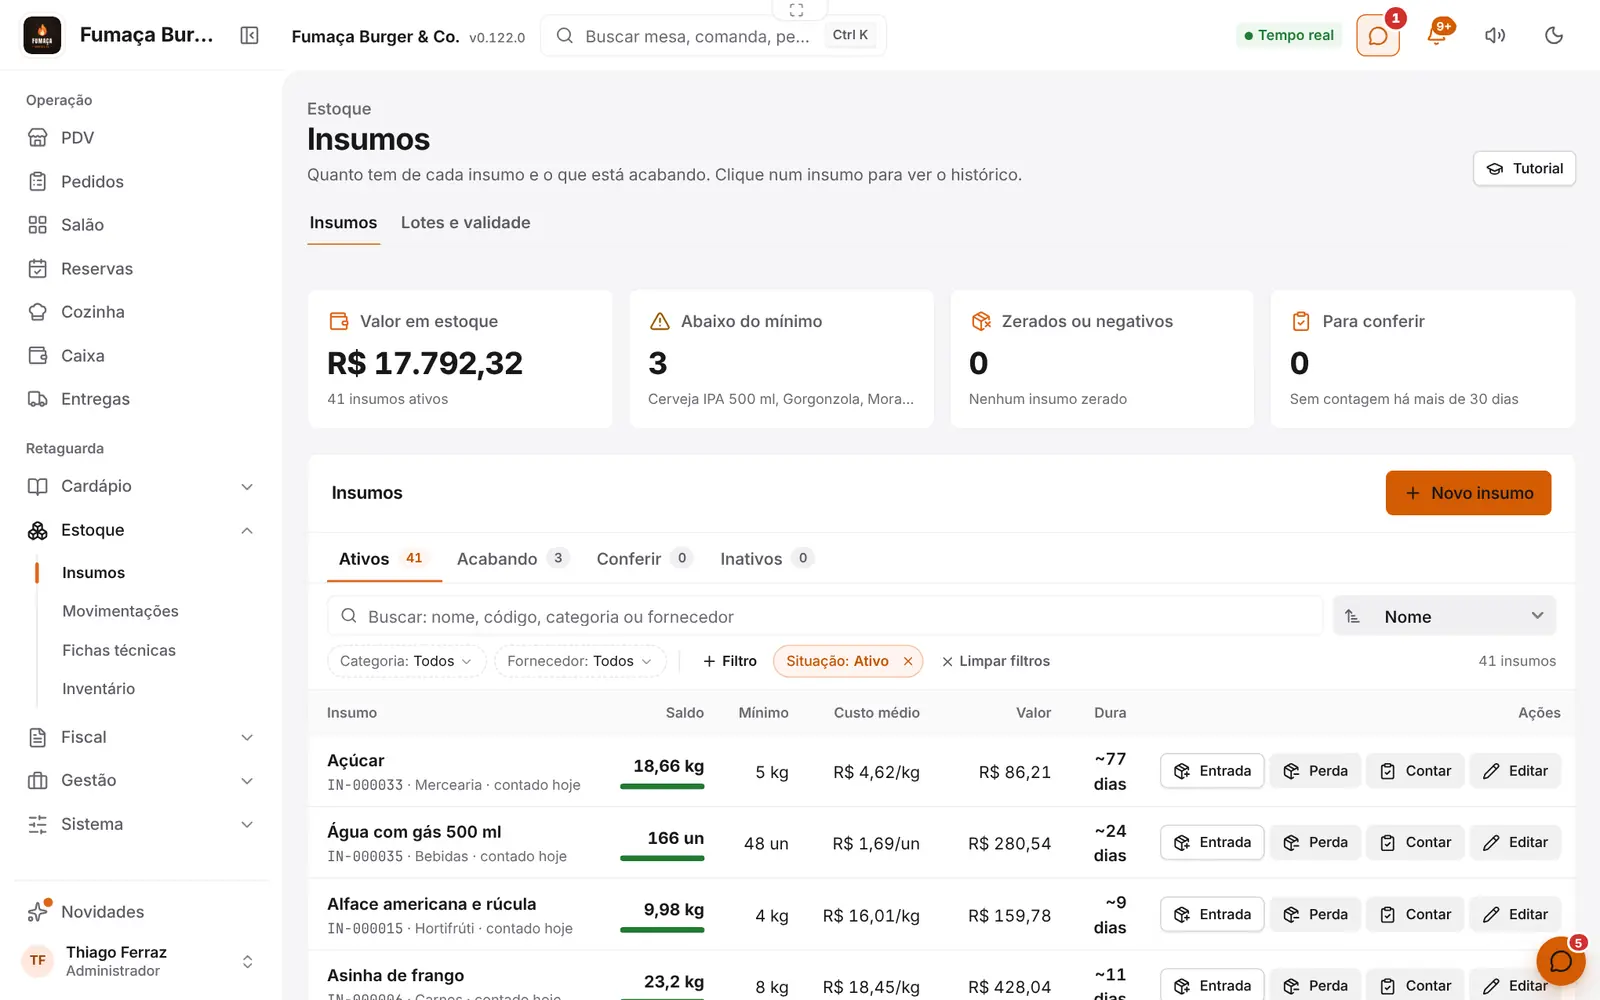 FUMAÇA
Fumaça Bur...
Fumaça Burger & Co. v0.122.0
Buscar mesa, comanda, pe... Ctrl K
Tempo real
1
9+
Operação
PDV
Pedidos
Salão
Reservas
Cozinha
Caixa
Entregas
Retaguarda
Cardápio
Estoque
Insumos
Movimentações
Fichas técnicas
Inventário
Fiscal
Gestão
Sistema
Novidades
TF
Thiago Ferraz
Administrador
Estoque
Insumos
Quanto tem de cada insumo e o que está acabando. Clique num insumo para ver o histórico.
Tutorial
Insumos Lotes e validade
Valor em estoque
R$ 17.792,32
41 insumos ativos
Abaixo do mínimo
3
Cerveja IPA 500 ml, Gorgonzola, Mora...
Zerados ou negativos
0
Nenhum insumo zerado
Para conferir
0
Sem contagem há mais de 30 dias
Insumos
+ Novo insumo
Ativos 41 Acabando 3 Conferir 0 Inativos 0
Buscar: nome, código, categoria ou fornecedor
Nome
Categoria: Todos Fornecedor: Todos + Filtro Situação: Ativo × × Limpar filtros 41 insumos
Insumo Saldo Mínimo Custo médio Valor Dura Ações
Açúcar
IN-000033 · Mercearia · contado hoje
18,66 kg 5 kg R$ 4,62/kg R$ 86,21 ~77 dias Entrada Perda Contar Editar
Água com gás 500 ml
IN-000035 · Bebidas · contado hoje
166 un 48 un R$ 1,69/un R$ 280,54 ~24 dias Entrada Perda Contar Editar
Alface americana e rúcula
IN-000015 · Hortifrúti · contado hoje
9,98 kg 4 kg R$ 16,01/kg R$ 159,78 ~9 dias Entrada Perda Contar Editar
Asinha de frango
IN-000006 · Carnes · contado hoje
23,2 kg 8 kg R$ 18,45/kg R$ 428,04 ~11 dias Entrada Perda Contar Editar
5